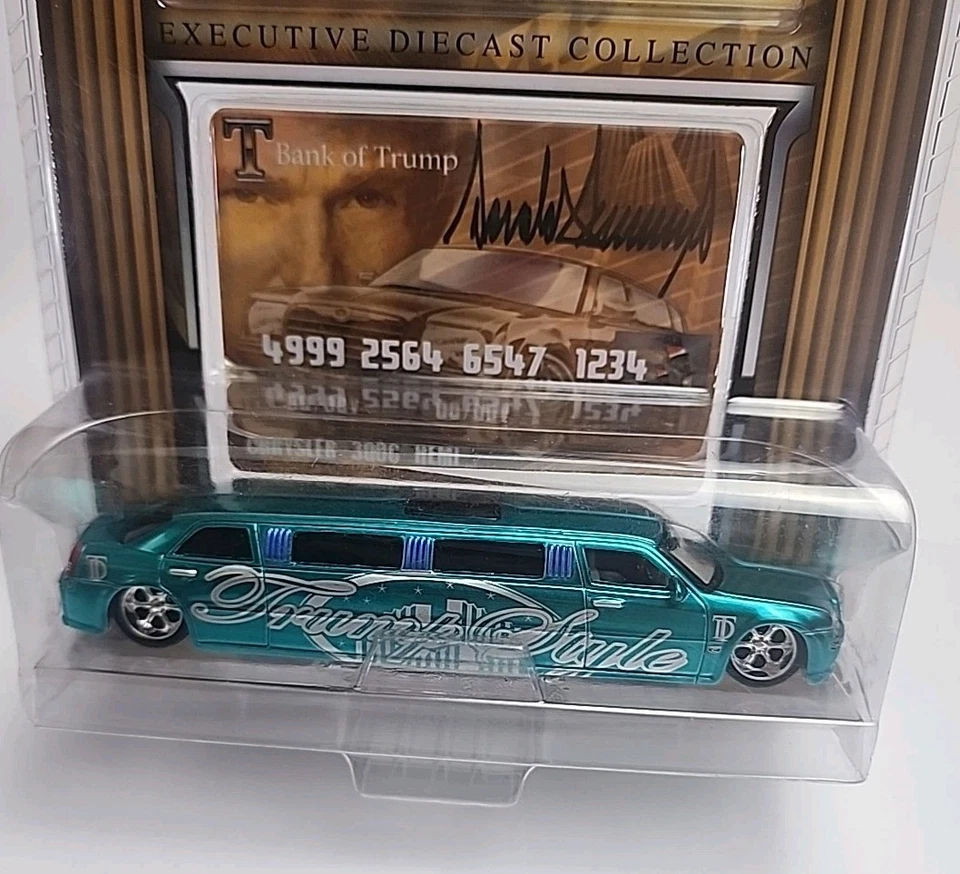 EXECUTIVE DIECAST COLLECTION
T
Bank of Trump
4999 2564 6547 1234
CHRYSLER 300C HEMI
Trump Style